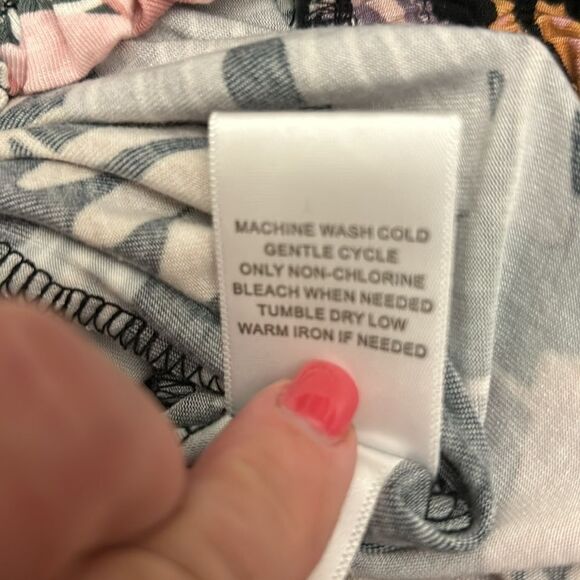 MACHINE WASH COLD
GENTLE CYCLE
ONLY NON-CHLORINE
BLEACH WHEN NEEDED
TUMBLE DRY LOW
WARM IRON IF NEEDED